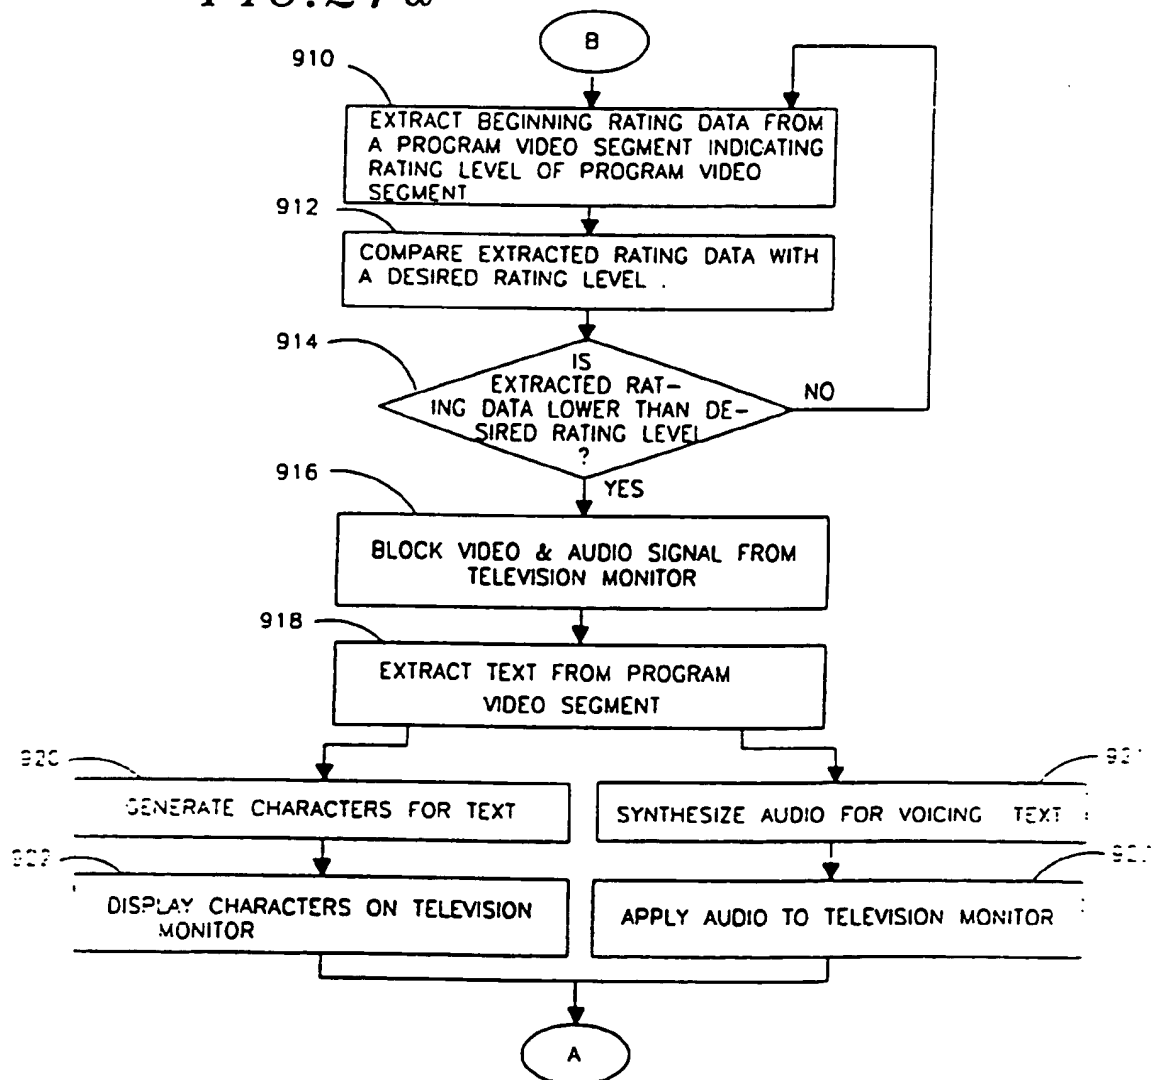 B
910
EXTRACT BEGINNING RATING DATA FROM
A PROGRAM VIDEO SEGMENT INDICATING
RATING LEVEL OF PROGRAM VIDEO
SEGMENT
912
COMPARE EXTRACTED RATING DATA WITH
A DESIRED RATING LEVEL .
914
IS
EXTRACTED RAT-
ING DATA LOWER THAN DE-
SIRED RATING LEVEL
?
NO
YES
916
BLOCK VIDEO & AUDIO SIGNAL FROM
TELEVISION MONITOR
918
EXTRACT TEXT FROM PROGRAM
VIDEO SEGMENT
920
GENERATE CHARACTERS FOR TEXT
SYNTHESIZE AUDIO FOR VOICING TEXT
DISPLAY CHARACTERS ON TELEVISION
MONITOR
APPLY AUDIO TO TELEVISION MONITOR
A